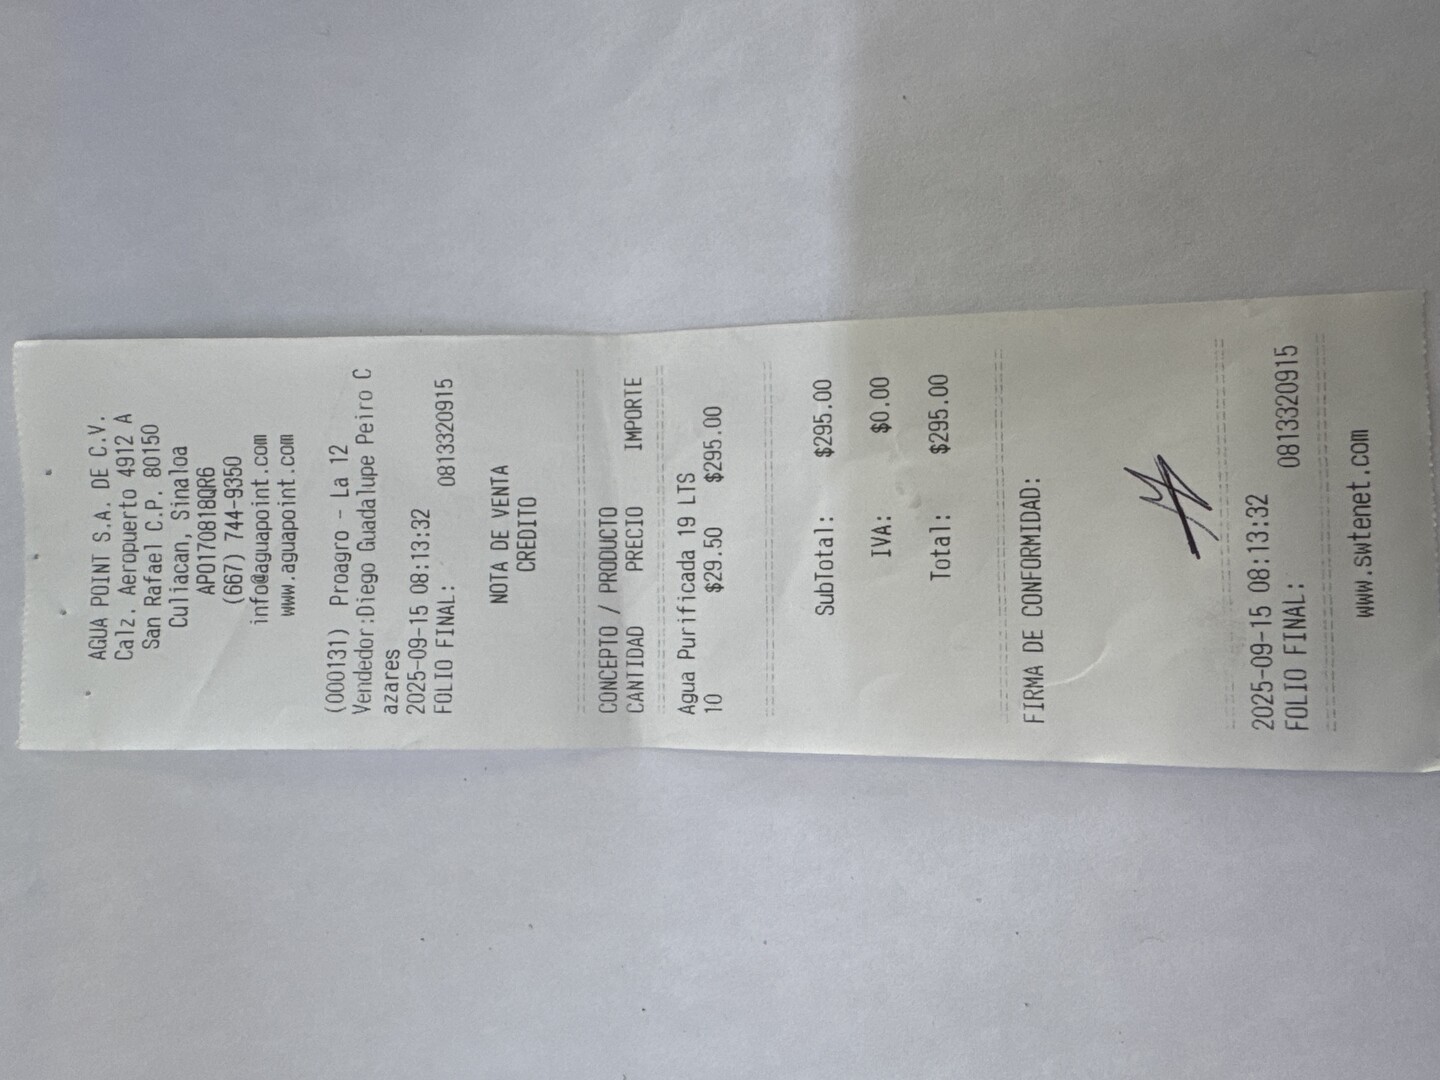 AGUA POINT S.A. DE C.V.
Calz. Aeropuerto 4912 A
San Rafael C.P. 80150
Culiacan, Sinaloa
APO170818QR6
(667) 744-9350
info@aguapoint.com
www.aguapoint.com
(000131) Proagro - La 12
Vendedor:Diego Guadalupe Peiro C
azares
2025-09-15 08:13:32
FOLIO FINAL: 0813320915
NOTA DE VENTA
CREDITO
CONCEPTO / PRODUCTO
CANTIDAD PRECIO IMPORTE
Agua Purificada 19 LTS
10 $29.50 $295.00
SubTotal: $295.00
IVA: $0.00
Total: $295.00
FIRMA DE CONFORMIDAD:
2025-09-15 08:13:32
FOLIO FINAL: 0813320915
www.swtenet.com